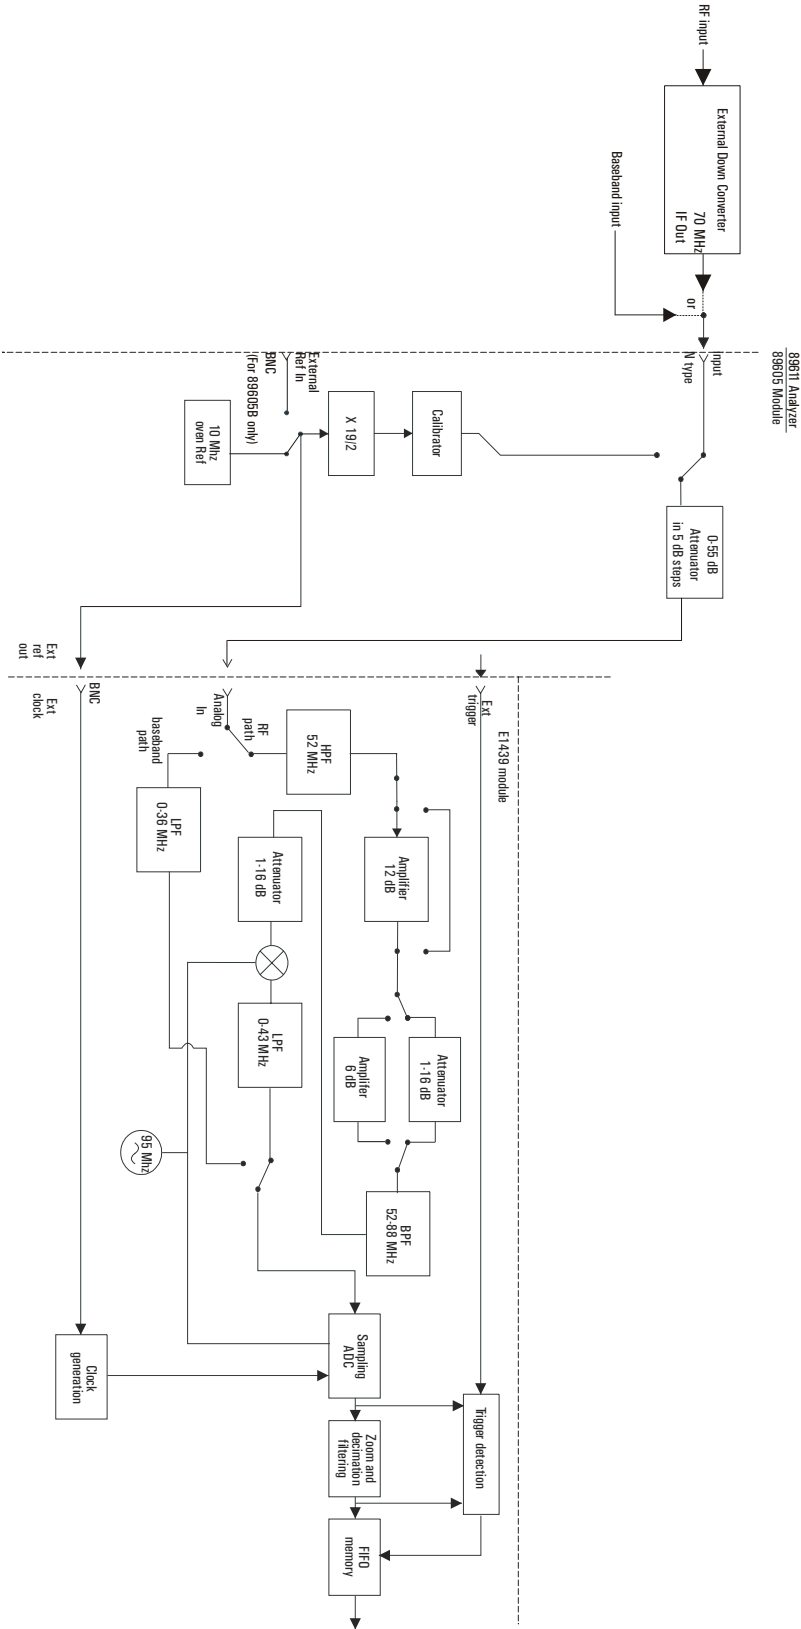 89611 Analyzer
89605 Module
RF input
External Down Converter
70 MHz
IF Out
or
Baseband input
Input
N type
0-55 dB
Attenuator
in 5 dB steps
External
Ref In
BNC
(For 89605B only)
Calibrator
X 19/2
10 Mhz
oven Ref
Ext
ref
out
BNC
Ext
clock
Ext
trigger
E1439 module
Analog
In
RF
path
baseband
path
HPF
52 MHz
LPF
0-36 MHz
Amplifier
12 dB
Attenuator
1-16 dB
Attenuator
1-16 dB
Amplifer
6 dB
LPF
0-43 MHz
BPF
52-88 MHz
95 Mhz
Sampling
ADC
Clock
generation
Trigger detection
Zoom and
decimation
filtering
FIFO
memory